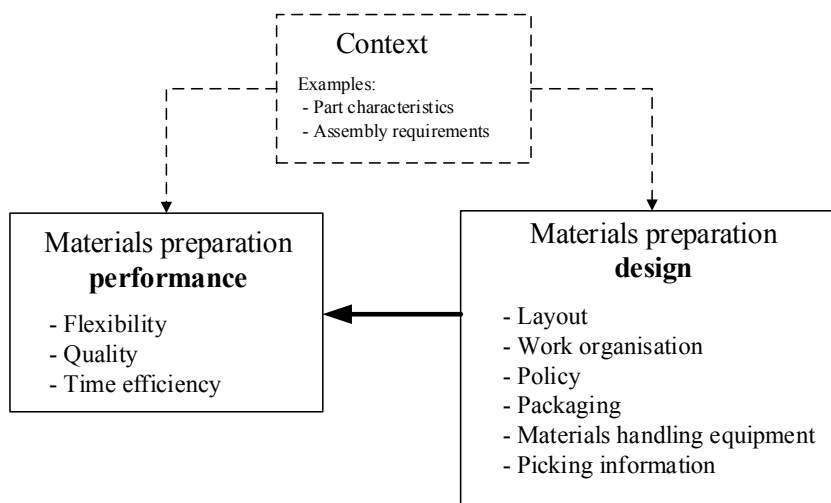 Context
Examples:
- Part characteristics
- Assembly requirements
Materials preparation
performance
- Flexibility
- Quality
- Time efficiency
Materials preparation
design
- Layout
- Work organisation
- Policy
- Packaging
- Materials handling equipment
- Picking information